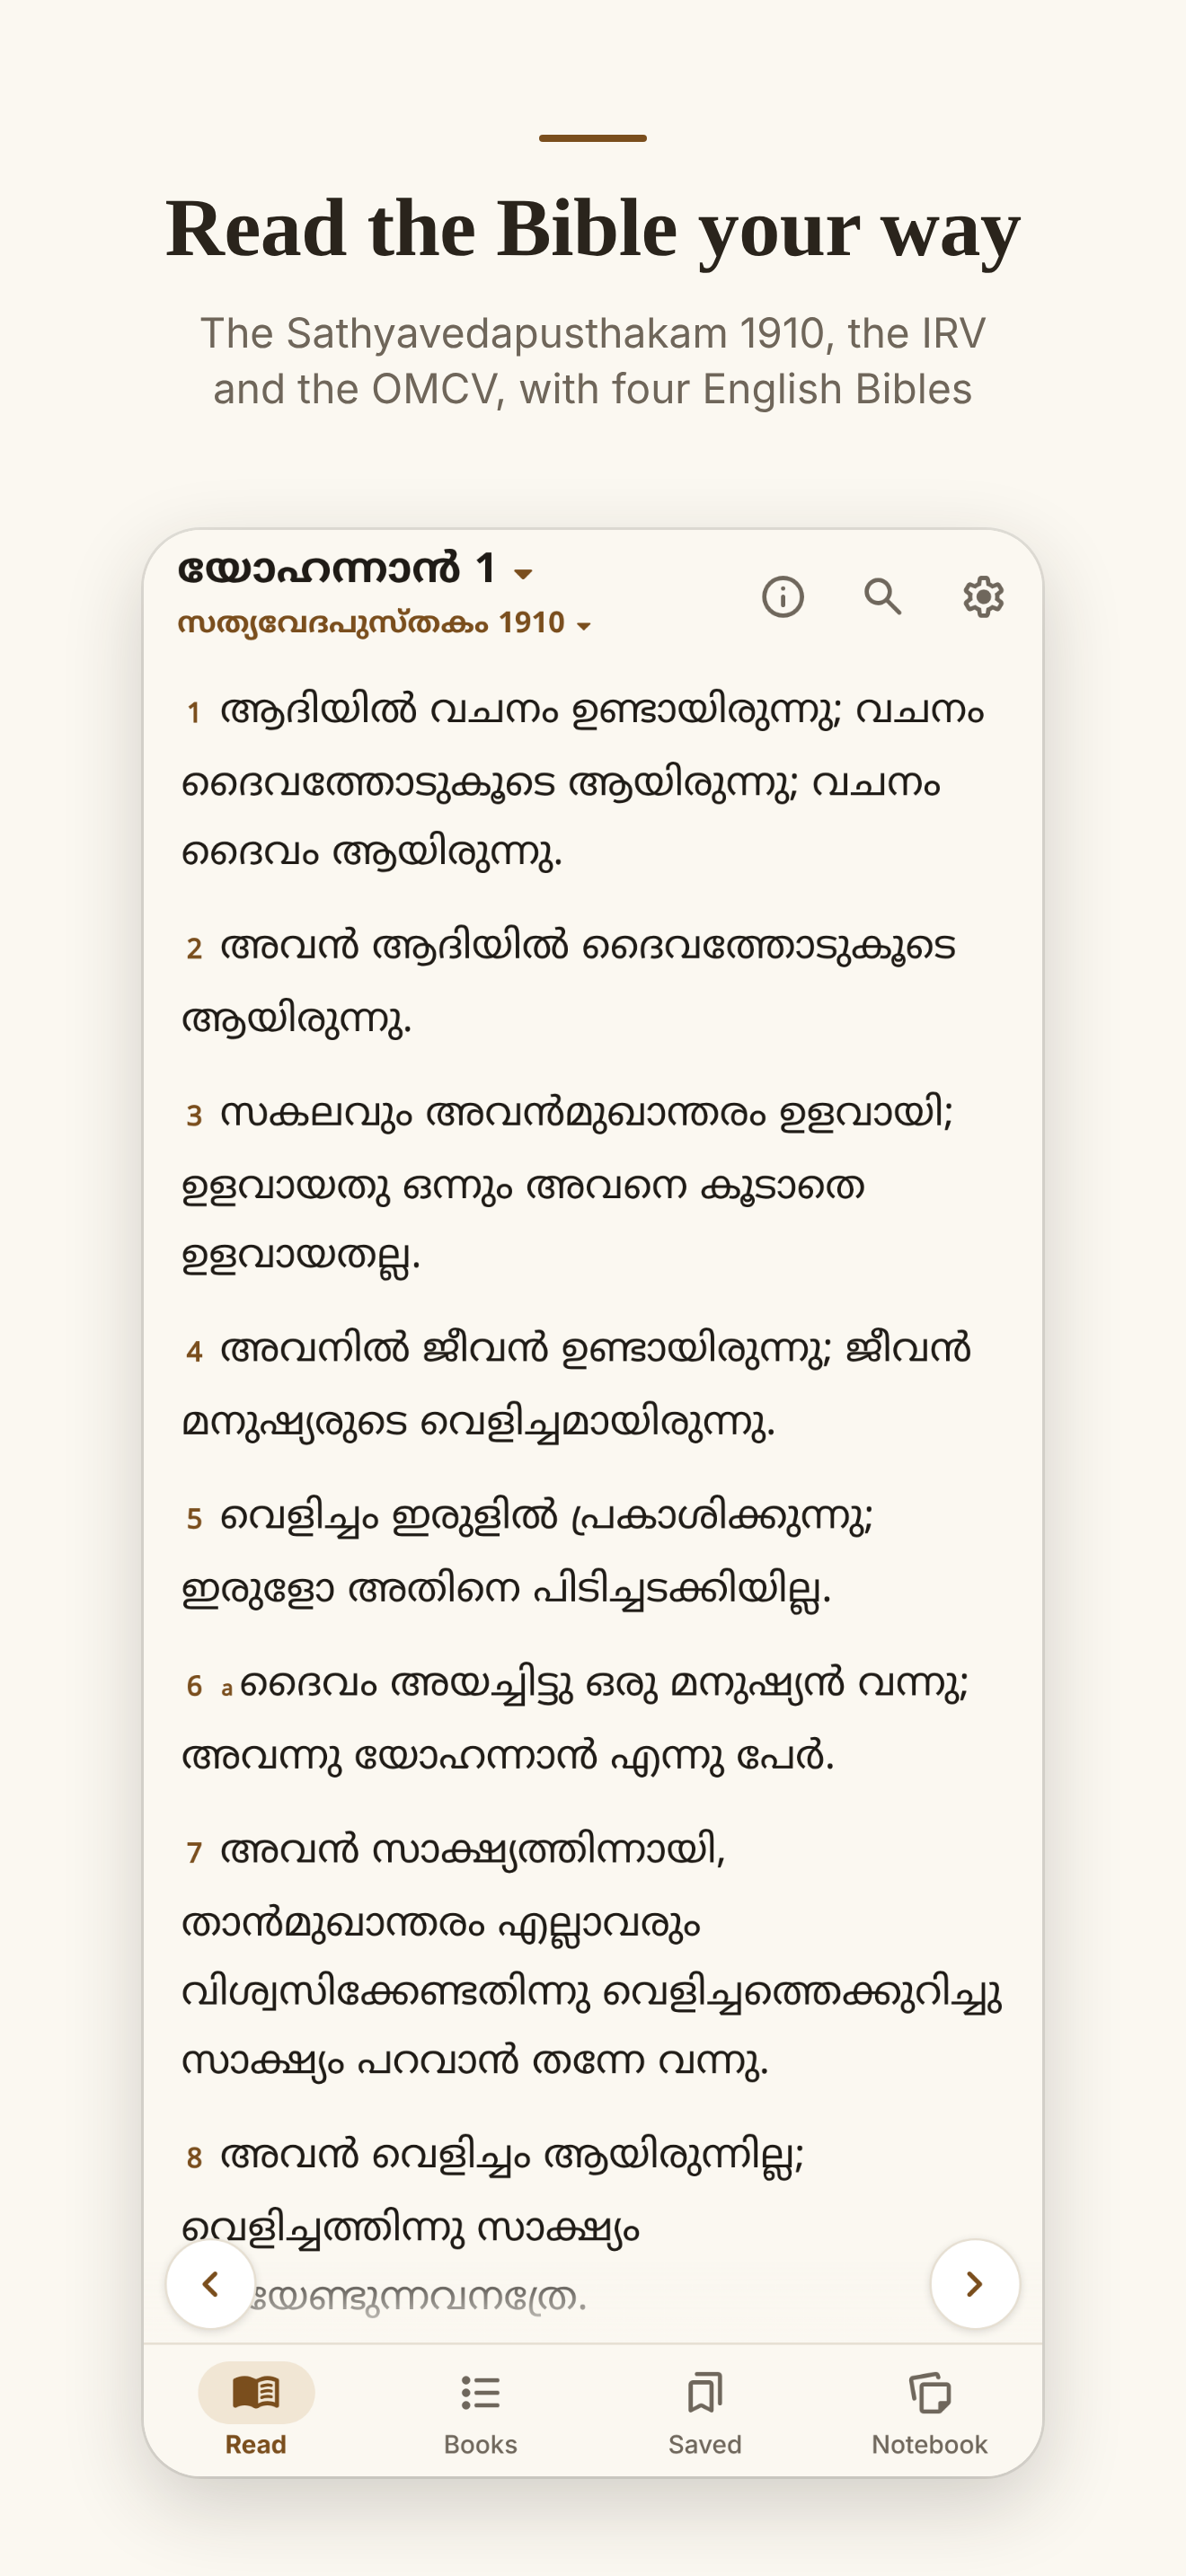 Read the Bible your way
The Sathyavedapusthakam 1910, the IRV
and the OMCV, with four English Bibles
യോഹന്നാൻ 1
സത്യവേദപുസ്തകം 1910
1 ആദിയിൽ വചനം ഉണ്ടായിരുന്നു; വചനം
ദൈവത്തോടുകൂടെ ആയിരുന്നു; വചനം
ദൈവം ആയിരുന്നു.
2 അവൻ ആദിയിൽ ദൈവത്തോടുകൂടെ
ആയിരുന്നു.
3 സകലവും അവൻമുഖാന്തരം ഉളവായി;
ഉളവായതു ഒന്നും അവനെ കൂടാതെ
ഉളവായതല്ല.
4 അവനിൽ ജീവൻ ഉണ്ടായിരുന്നു; ജീവൻ
മനുഷ്യരുടെ വെളിച്ചമായിരുന്നു.
5 വെളിച്ചം ഇരുളിൽ പ്രകാശിക്കുന്നു;
ഇരുളോ അതിനെ പിടിച്ചടക്കിയില്ല.
6 a ദൈവം അയച്ചിട്ടു ഒരു മനുഷ്യൻ വന്നു;
അവന്നു യോഹന്നാൻ എന്നു പേർ.
7 അവൻ സാക്ഷ്യത്തിന്നായി,
താൻമുഖാന്തരം എല്ലാവരും
വിശ്വസിക്കേണ്ടതിന്നു വെളിച്ചത്തെക്കുറിച്ചു
സാക്ഷ്യം പറവാൻ തന്നേ വന്നു.
8 അവൻ വെളിച്ചം ആയിരുന്നില്ല;
വെളിച്ചത്തിന്നു സാക്ഷ്യം
Read
Books
Saved
Notebook